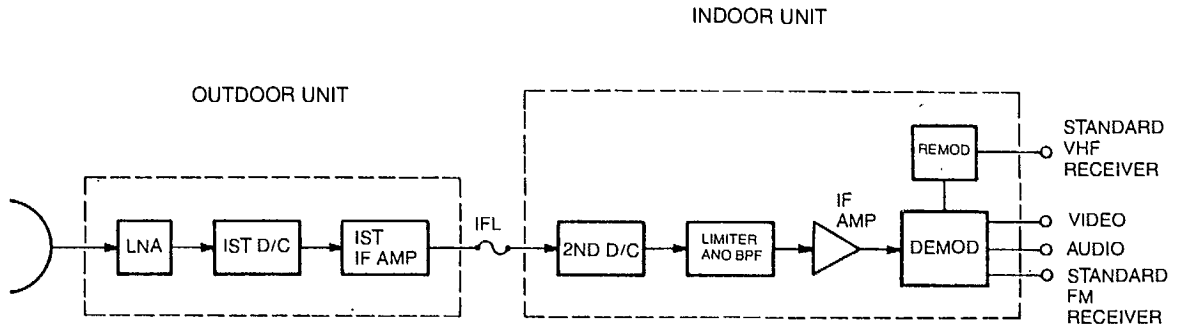 INDOOR UNIT
OUTDOOR UNIT
LNA
IST D/C
IST
IF AMP
IFL
2ND D/C
LIMITER
ANO BPF
IF
AMP
DEMOD
REMOD
STANDARD
VHF
RECEIVER
VIDEO
AUDIO
STANDARD
FM
RECEIVER